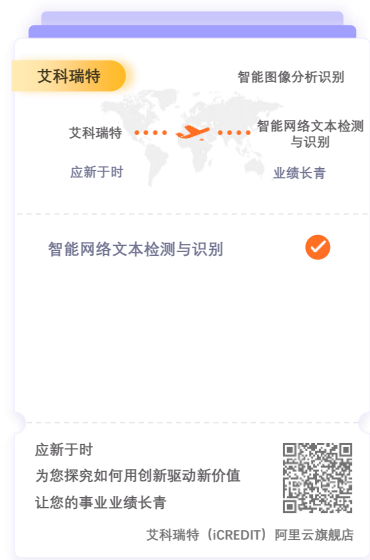 艾科瑞特
智能图像分析识别
艾科瑞特
智能网络文本检测
与识别
应新于时
业绩长青
智能网络文本检测与识别
应新于时
为您探究如何用创新驱动新价值
让您的事业业绩长青
艾科瑞特（iCREDIT）阿里云旗舰店